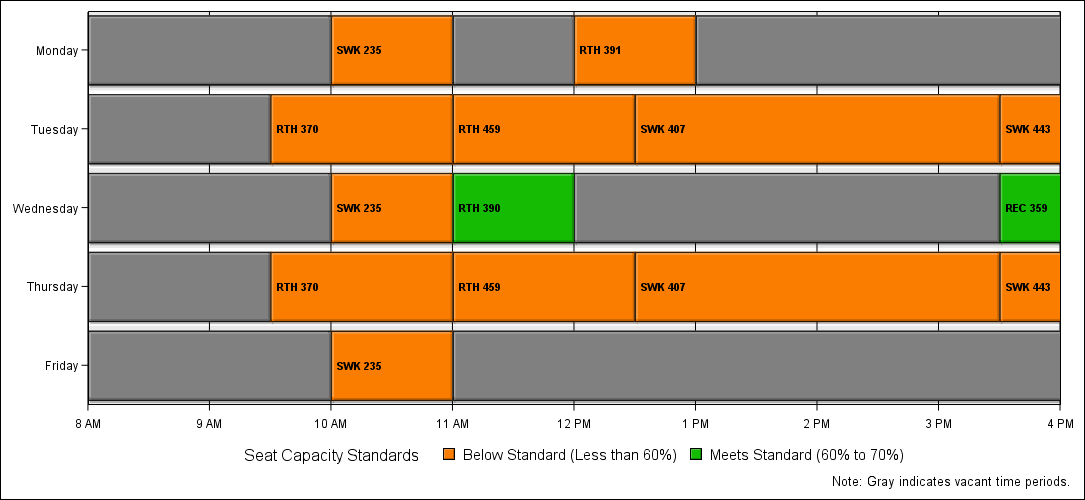 Monday SWK 235 RTH 391
Tuesday RTH 370 RTH 459 SWK 407 SWK 443
Wednesday SWK 235 RTH 390 REC 359
Thursday RTH 370 RTH 459 SWK 407 SWK 443
Friday SWK 235
8 AM 9 AM 10 AM 11 AM 12 PM 1 PM 2 PM 3 PM 4 PM
Seat Capacity Standards Below Standard (Less than 60%) Meets Standard (60% to 70%)
Note: Gray indicates vacant time periods.